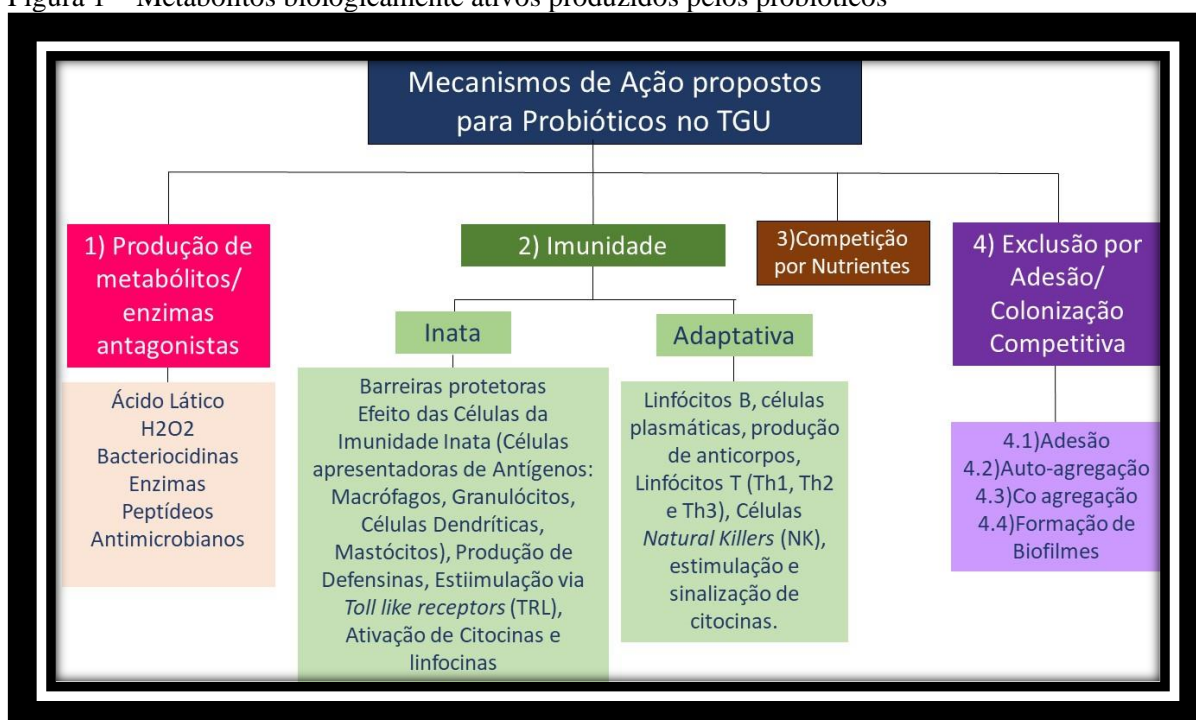 Figura 1 – Metabólitos biologicamente ativos produzidos pelos probióticos
Mecanismos de Ação propostos
para Probióticos no TGU
1) Produção de
metabólitos/
enzimas
antagonistas
Ácido Lático
H2O2
Bacteriocidinas
Enzimas
Peptídeos
Antimicrobianos
2) Imunidade
Inata
Barreiras protetoras
Efeito das Células da
Imunidade Inata (Células
apresentadoras de Antígenos:
Macrófagos, Granulócitos,
Células Dendríticas,
Mastócitos), Produção de
Defensinas, Estiimulação via
Toll like receptors (TRL),
Ativação de Citocinas e
linfocinas
Adaptativa
Linfócitos B, células
plasmáticas, produção
de anticorpos,
Linfócitos T (Th1, Th2
e Th3), Células
Natural Killers (NK),
estimulação e
sinalização de
citocinas.
3)Competição
por Nutrientes
4) Exclusão por
Adesão/
Colonização
Competitiva
4.1)Adesão
4.2)Auto-agregação
4.3)Co agregação
4.4)Formação de
Biofilmes